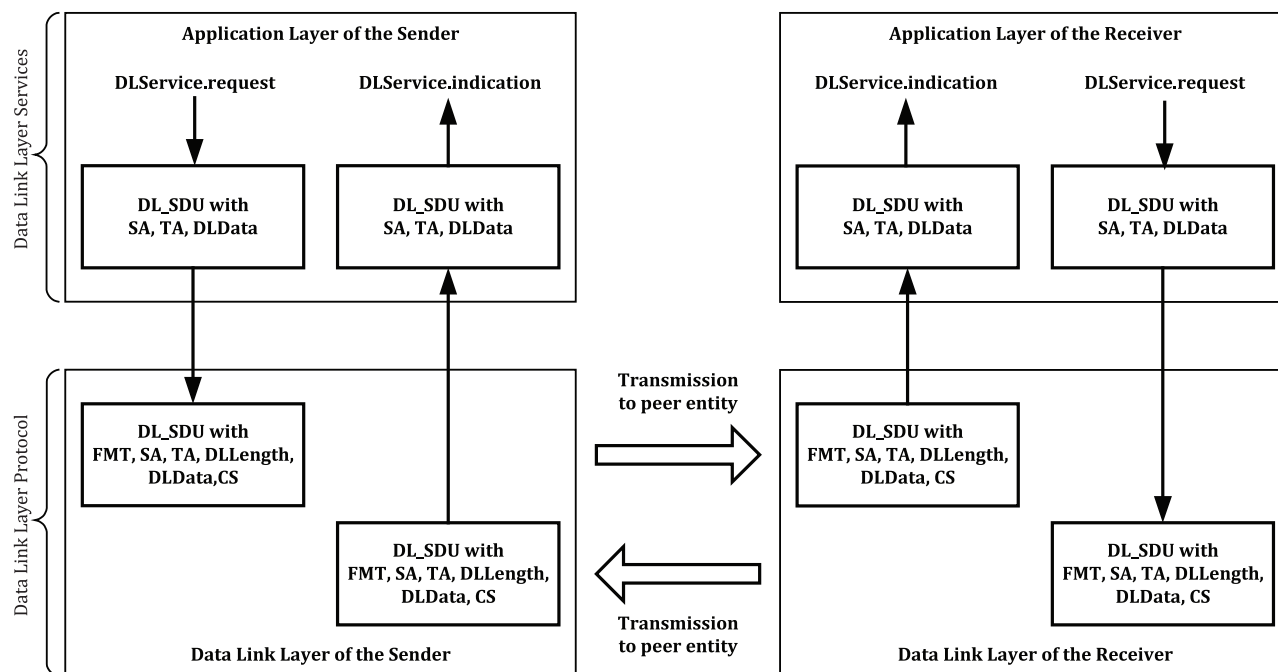 Data Link Layer Services
Application Layer of the Sender
DLService.request
DLService.indication
DL_SDU with
SA, TA, DLData
DL_SDU with
SA, TA, DLData
Application Layer of the Receiver
DLService.indication
DLService.request
DL_SDU with
SA, TA, DLData
DL_SDU with
SA, TA, DLData
Data Link Layer Protocol
DL_SDU with
FMT, SA, TA, DLLength,
DLData,CS
DL_SDU with
FMT, SA, TA, DLLength,
DLData, CS
Data Link Layer of the Sender
Transmission
to peer entity
Transmission
to peer entity
DL_SDU with
FMT, SA, TA, DLLength,
DLData, CS
DL_SDU with
FMT, SA, TA, DLLength,
DLData, CS
Data Link Layer of the Receiver